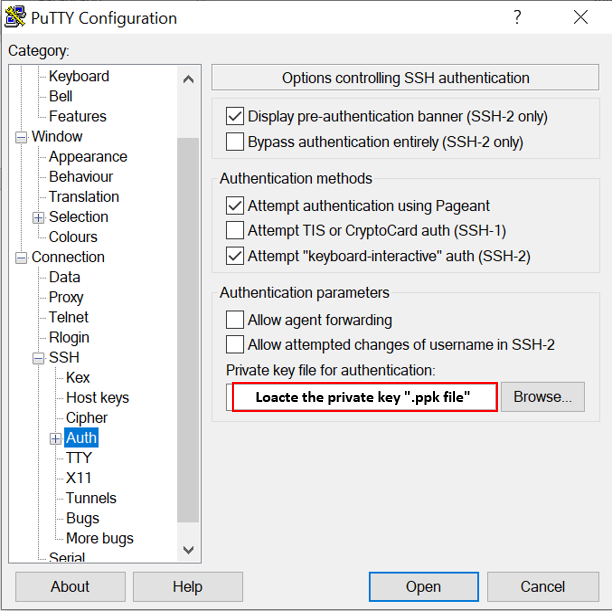 PuTTY Configuration
?
Category:
Keyboard
Bell
Features
Window
Appearance
Behaviour
Translation
Selection
Colours
Connection
Data
Proxy
Telnet
Rlogin
SSH
Kex
Host keys
Cipher
Auth
TTY
X11
Tunnels
Bugs
More bugs
Serial
Options controlling SSH authentication
Display pre-authentication banner (SSH-2 only)
Bypass authentication entirely (SSH-2 only)
Authentication methods
Attempt authentication using Pageant
Attempt TIS or CryptoCard auth (SSH-1)
Attempt "keyboard-interactive" auth (SSH-2)
Authentication parameters
Allow agent forwarding
Allow attempted changes of username in SSH-2
Private key file for authentication:
Loacte the private key ".ppk file"
Browse...
About
Help
Open
Cancel